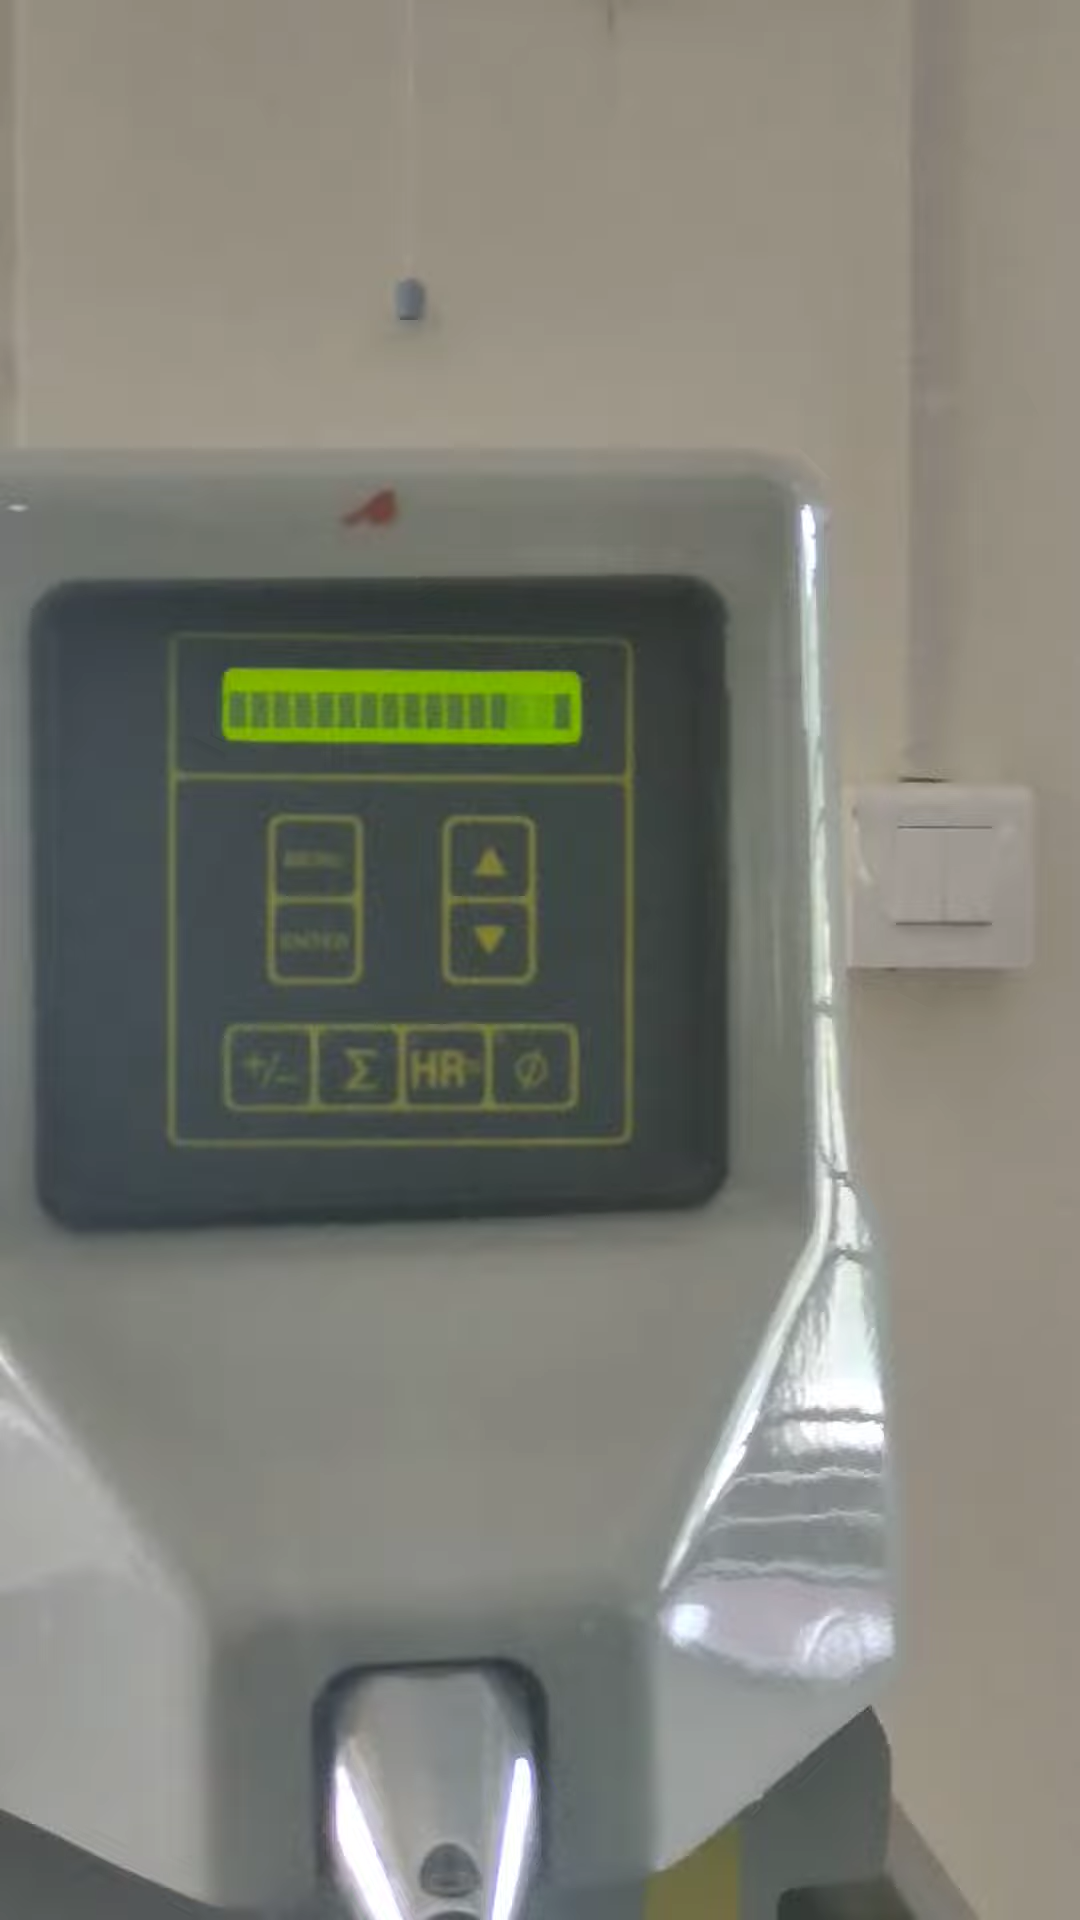 MENU
ENTER
+/-
Σ
HR=
Ø